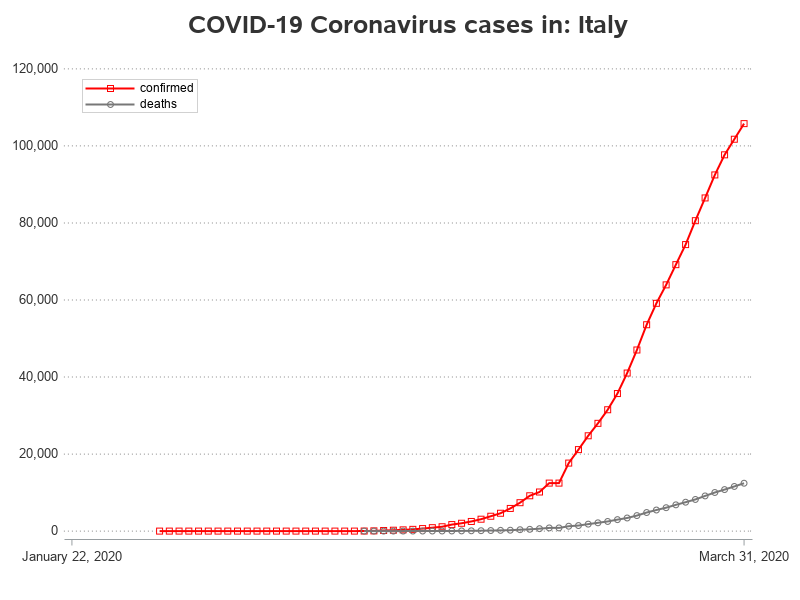 COVID-19 Coronavirus cases in: Italy
120,000
confirmed
deaths
100,000
80,000
60,000
40,000
20,000
0
January 22, 2020
March 31, 2020